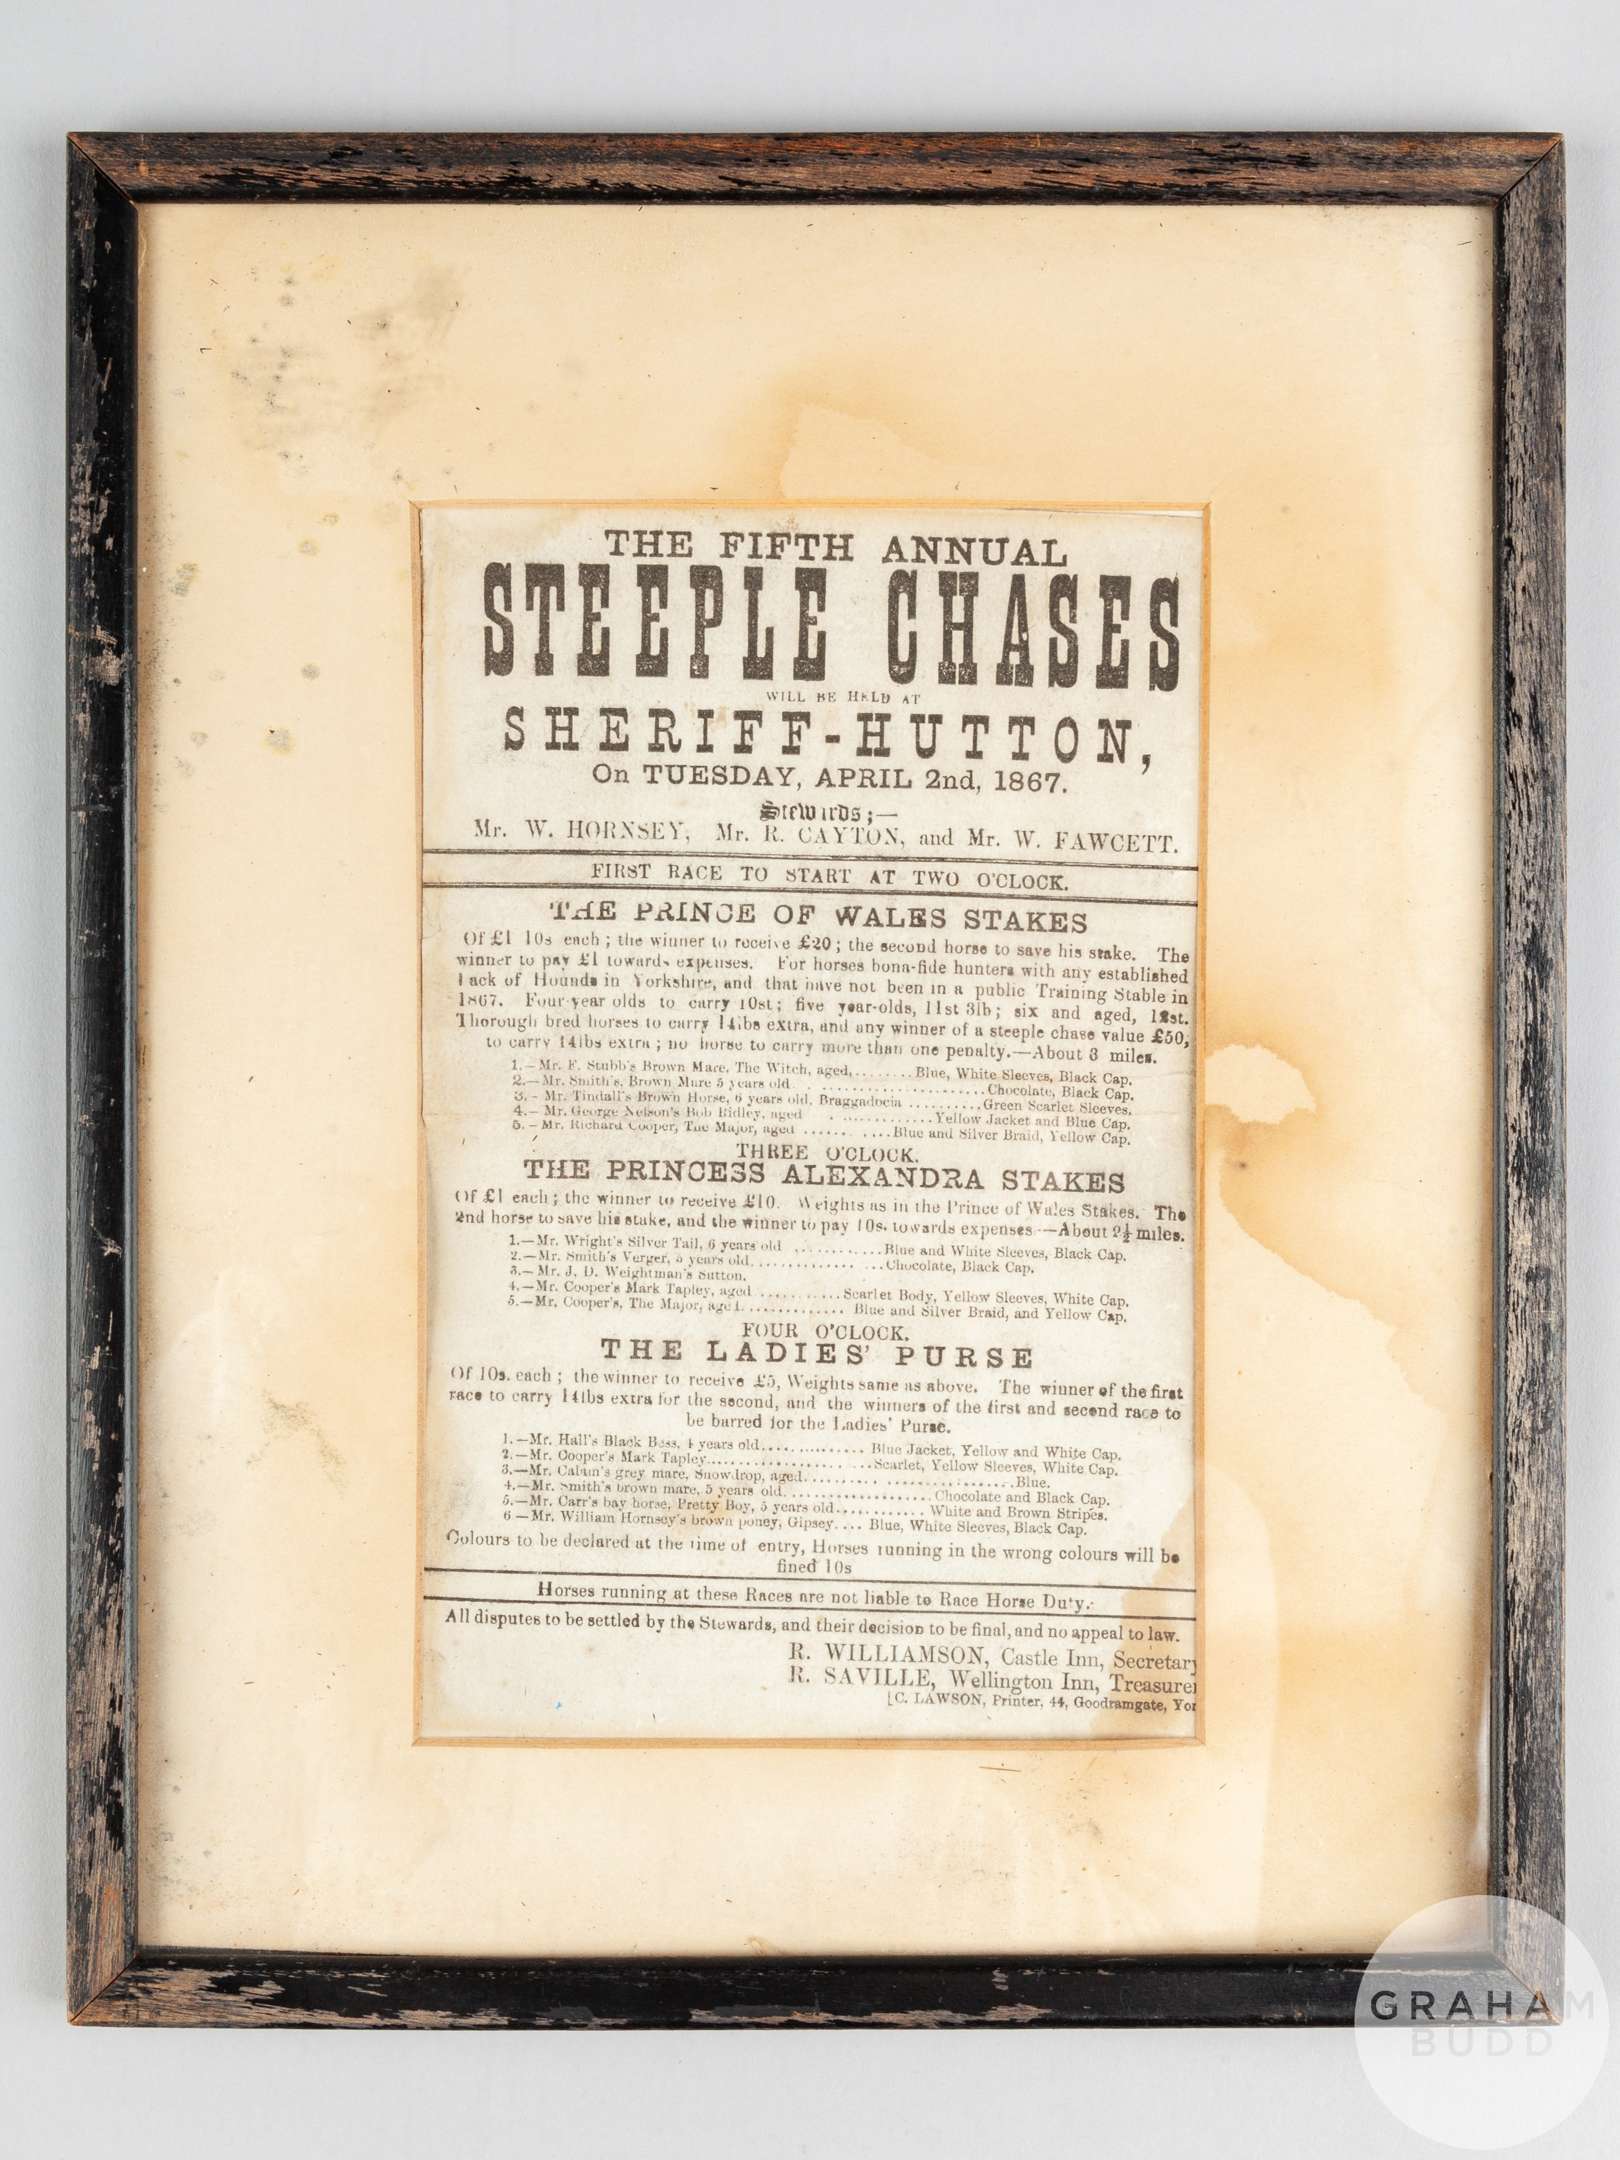 THE FIFTH ANNUAL
STEEPLE CHASES
WILL BE HELD AT
SHERIFF-HUTTON,
On TUESDAY, APRIL 2nd, 1867.
Stewards;—
Mr. W. HORNSEY, Mr. R. CAYTON, and Mr. W. FAWCETT.
FIRST RACE TO START AT TWO O'CLOCK.
THE PRINCE OF WALES STAKES
Of £1 10s each; the winner to receive £20; the second horse to save his stake. The
winner to pay £1 towards expenses. For horses bona-fide hunters with any established
Pack of Hounds in Yorkshire, and that have not been in a public Training Stable in
1867. Four-year olds to carry 10st; five year-olds, 11st 3lb; six and aged, 12st.
Thorough bred horses to carry 14lbs extra, and any winner of a steeple chase value £50,
to carry 14lbs extra; no horse to carry more than one penalty.—About 3 miles.
1.—Mr. F. Stubb's Brown Mare, The Witch, aged,........Blue, White Sleeves, Black Cap.
2.—Mr. Smith's, Brown Mare 5 years old.......................Chocolate, Black Cap.
3.—Mr. Tindall's Brown Horse, 6 years old, Braggadocia ..........Green Scarlet Sleeves.
4.—Mr. George Nelson's Bob Ridley, aged .............Yellow Jacket and Blue Cap.
5.—Mr. Richard Cooper, The Major, aged ............Blue and Silver Braid, Yellow Cap.
THREE O'CLOCK.
THE PRINCESS ALEXANDRA STAKES
Of £1 each; the winner to receive £10. Weights as in the Prince of Wales Stakes. The
2nd horse to save his stake, and the winner to pay 10s. towards expenses.—About 2½ miles.
1.—Mr. Wright's Silver Tail, 6 years old ............Blue and White Sleeves, Black Cap.
2.—Mr. Smith's Verger, 5 years old.................Chocolate, Black Cap.
3.—Mr. J. D. Weightman's Sutton.
4.—Mr. Cooper's Mark Tapley, aged ...........Scarlet Body, Yellow Sleeves, White Cap.
5.—Mr. Cooper's, The Major, aged.............. Blue and Silver Braid, and Yellow Cap.
FOUR O'CLOCK.
THE LADIES' PURSE
Of 10s. each; the winner to receive £5, Weights same as above. The winner of the first
race to carry 14lbs extra for the second, and the winners of the first and second race to
be barred for the Ladies' Purse.
1.—Mr. Hall's Black Bess, 4 years old............... Blue Jacket, Yellow and White Cap.
2.—Mr. Cooper's Mark Tapley.......................Scarlet, Yellow Sleeves, White Cap.
3.—Mr. grey mare, Snowdrop, aged............................Blue.
4.—Mr. Smith's brown mare, 5 years old.....................Chocolate and Black Cap.
5.—Mr. Carr's bay horse, Pretty Boy, 5 years old............ White and Brown Stripes.
6—Mr. William Hornsey's brown poney, Gipsey.... Blue, White Sleeves, Black Cap.
Colours to be declared at the time of entry, Horses running in the wrong colours will be
fined 10s
Horses running at these Races are not liable to Race Horse Duty.
All disputes to be settled by the Stewards, and their decision to be final, and no appeal to law.
R. WILLIAMSON, Castle Inn, Secretary
R. SAVILLE, Wellington Inn, Treasurer
[C. LAWSON, Printer, 44, Goodramgate, Yor
GRAHAM
BUDD